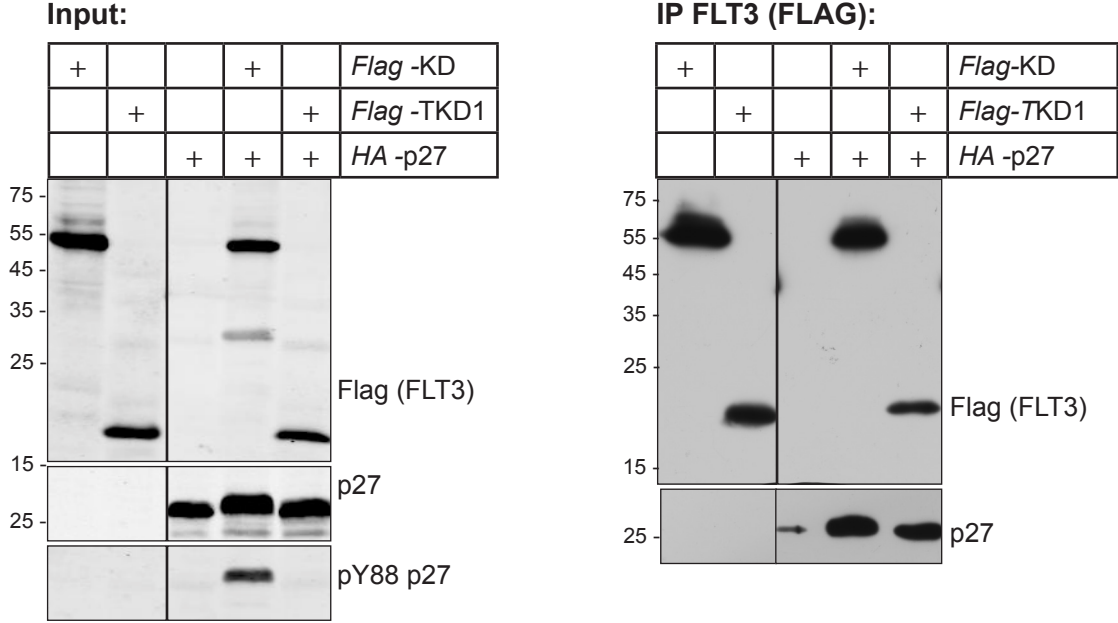 Input:
+ + Flag -KD
+ + Flag -TKD1
+ + + HA -p27
75 -
55 -
45 -
35 -
25 -
Flag (FLT3)
15 -
p27
25 -
pY88 p27
IP FLT3 (FLAG):
+ + Flag-KD
+ + Flag-TKD1
+ + + HA -p27
75 -
55 -
45 -
35 -
25 -
Flag (FLT3)
15 -
25 -
p27